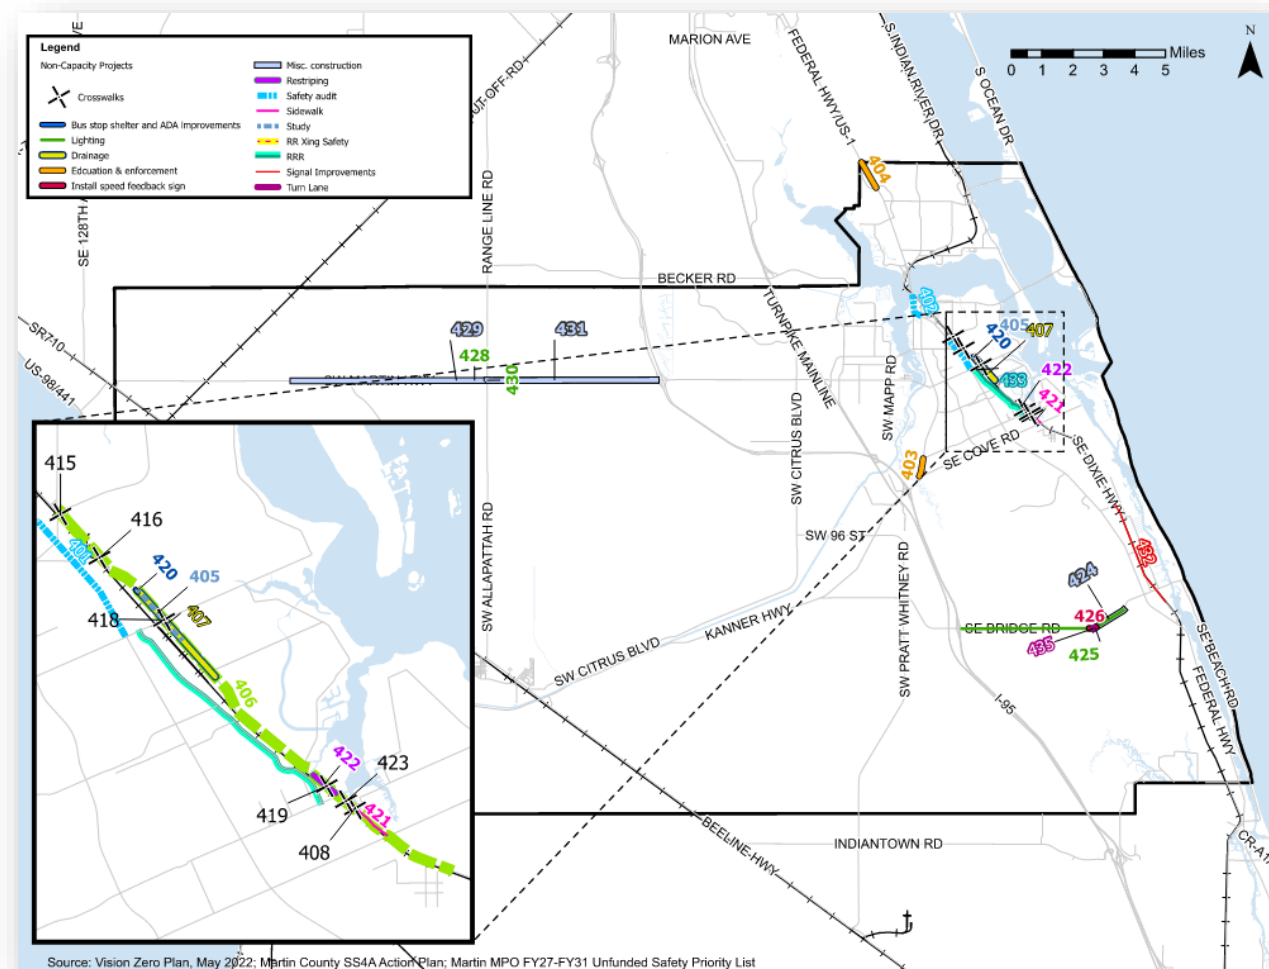 Legend
Non-Capacity Projects
Crosswalks
Bus stop shelter and ADA Improvements
Lighting
Drainage
Edcuation & enforcement
Install speed feedback sign
Misc. construction
Restriping
Safety audit
Sidewalk
Study
RR Xing Safety
RRR
Signal Improvements
Turn Lane
MARION AVE
FEDERAL HWY/US-1
S INDIAN RIVER DR
S OCEAN DR
N
Miles
0 1 2 3 4 5
UT-OFF-RD
SE 128TH A
VE
RANGE LINE RD
404
BECKER RD
TURNPIKE MAINLINE
402
SR7-10
US-98/441
429
431
428
430
405
420
407
433
422
421
SW MAPP RD
SW CITRUS BLVD
403
SE COVE RD
SE DIXIE HWY
SW 96 ST
432
SW ALLAPATTAH RD
SW PRATT WHITNEY RD
KANNER HWY
SW CITRUS BLVD
424
426
SE BRIDGE RD
435
425
SE BEACH RD
FEDERAL HWY
I-95
415
416
401
420
405
418
407
406
422
423
419
421
408
BEELINE-HWY
INDIANTOWN RD
CR-A1A
Source: Vision Zero Plan, May 2022; Martin County SS4A Action Plan; Martin MPO FY27-FY31 Unfunded Safety Priority List